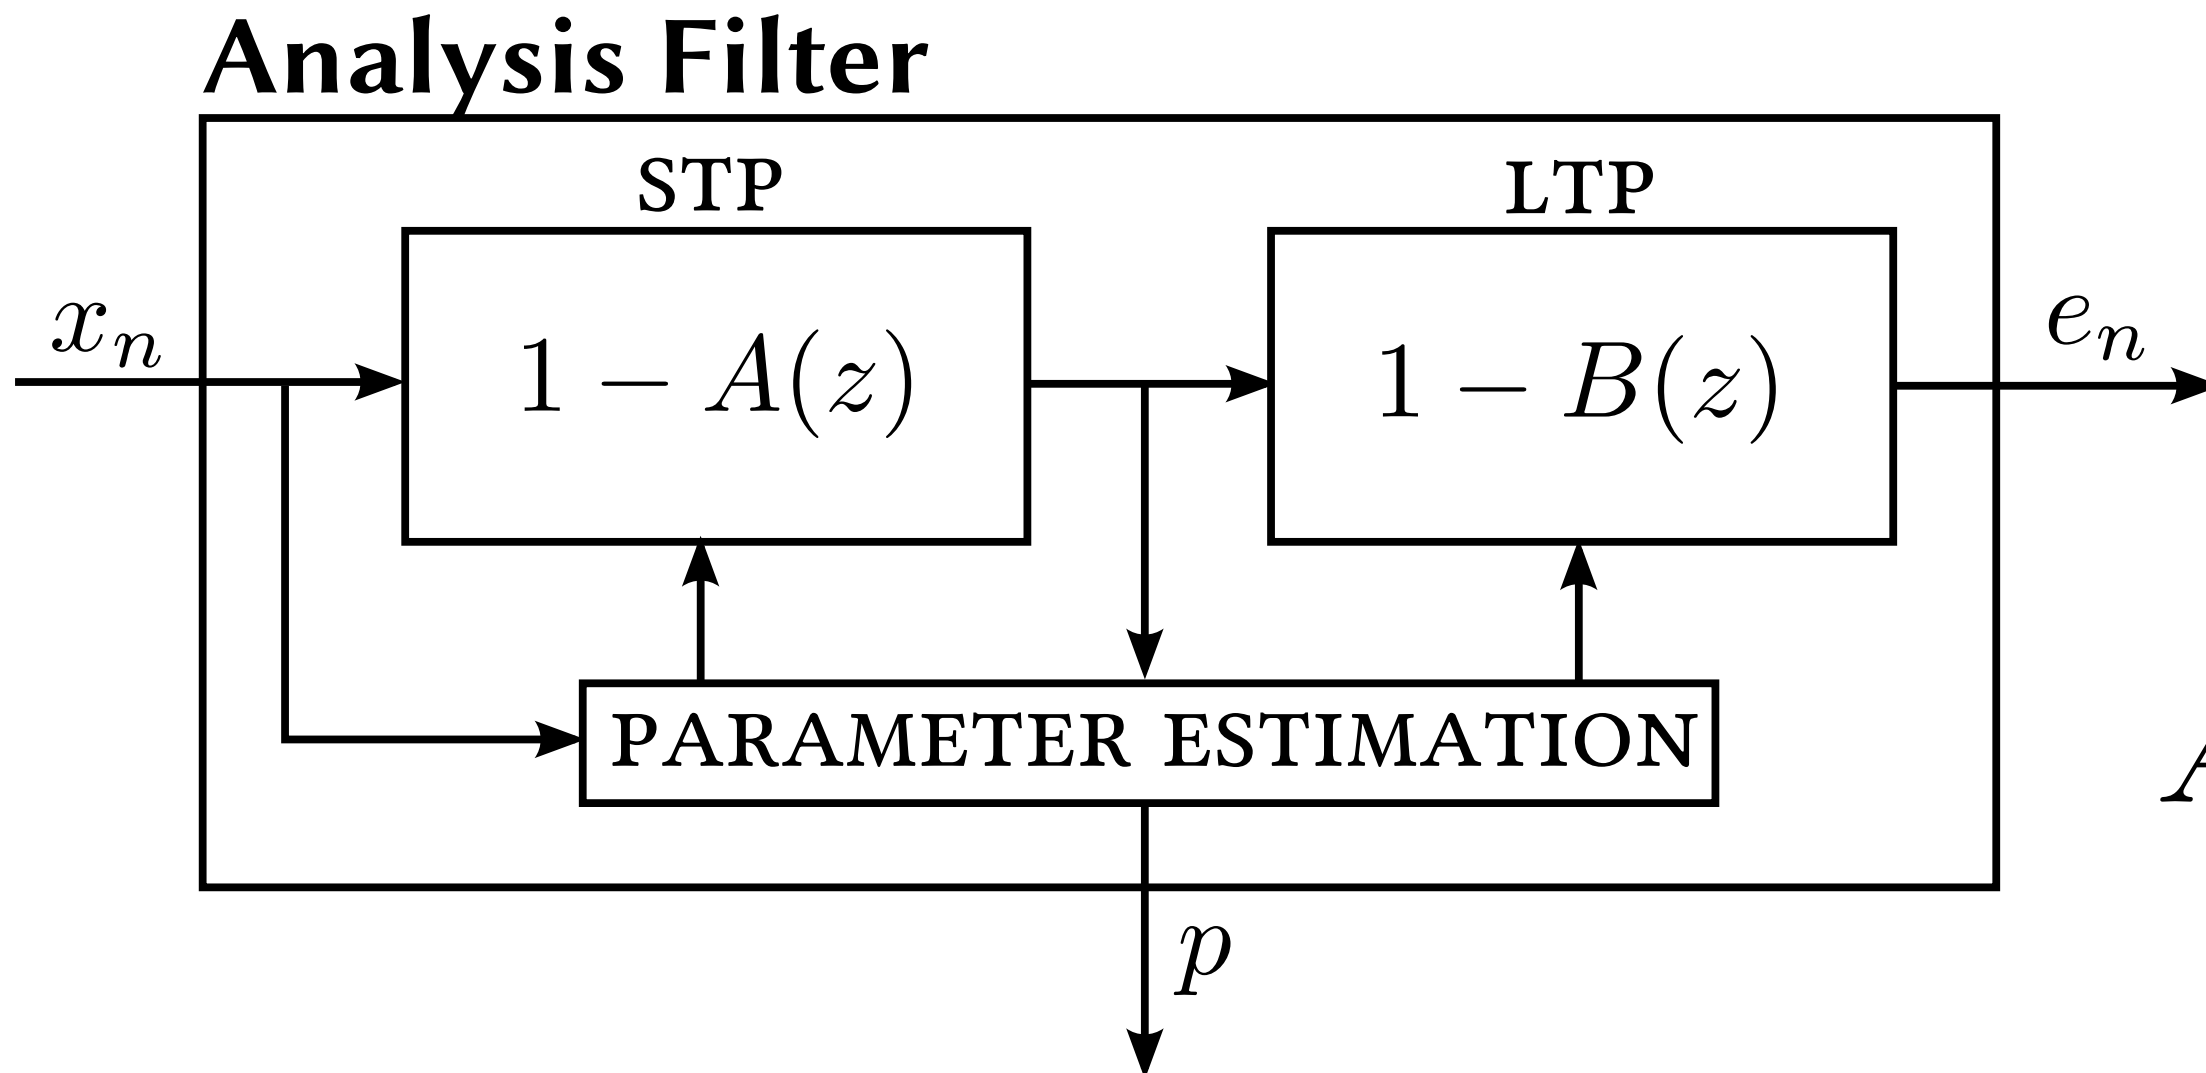 Analysis Filter
STP
LTP
x_n
1 − A(z)
1 − B(z)
e_n
PARAMETER ESTIMATION
p